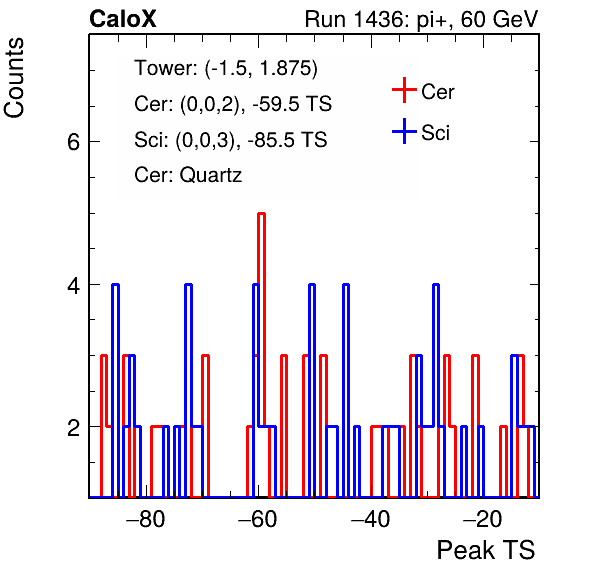 CaloX Run 1436: pi+, 60 GeV
Counts
Tower: (-1.5, 1.875)
Cer: (0,0,2), -59.5 TS
Sci: (0,0,3), -85.5 TS
Cer: Quartz
Cer
Sci
6
4
2
−80 −60 −40 −20
Peak TS